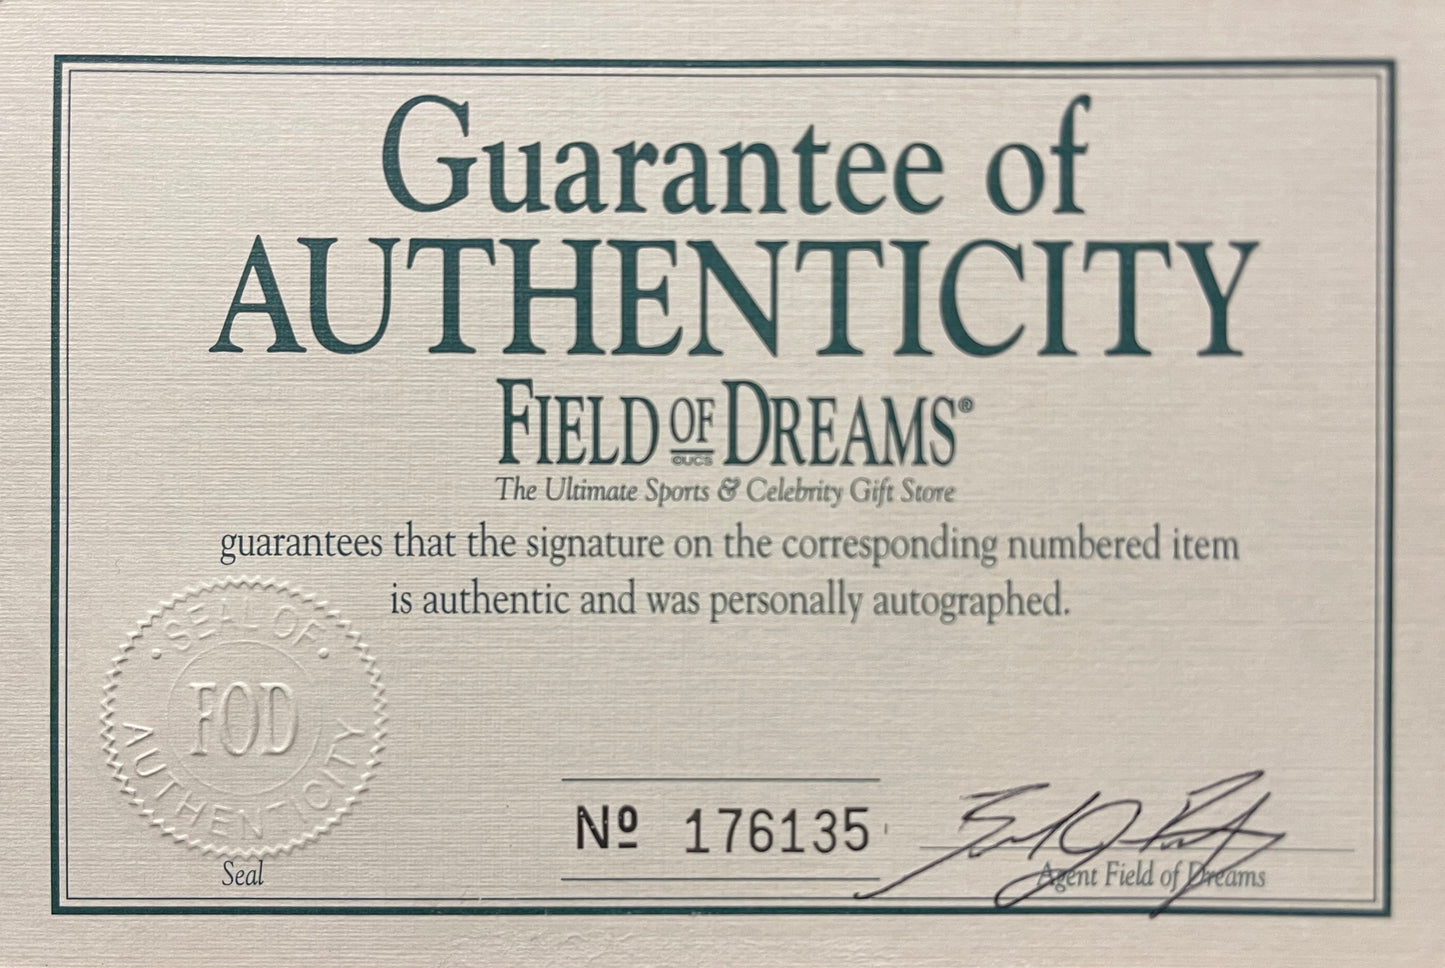 Guarantee of
AUTHENTICITY
FIELD OF DREAMS®
©UCS
The Ultimate Sports & Celebrity Gift Store
guarantees that the signature on the corresponding numbered item
is authentic and was personally autographed.
• SEAL OF •
FOD
AUTHENTICITY
Seal
Nº 176135
Agent Field of Dreams